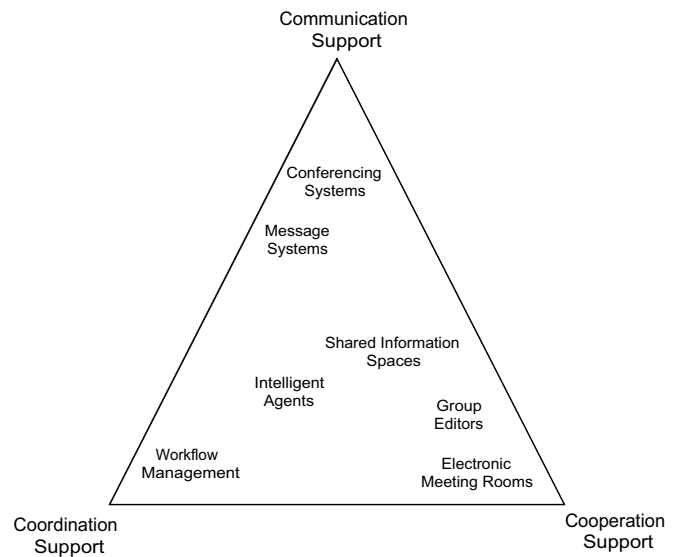 Communication
Support
Conferencing
Systems
Message
Systems
Shared Information
Spaces
Intelligent
Agents
Group
Editors
Workflow
Management
Electronic
Meeting Rooms
Coordination
Support
Cooperation
Support